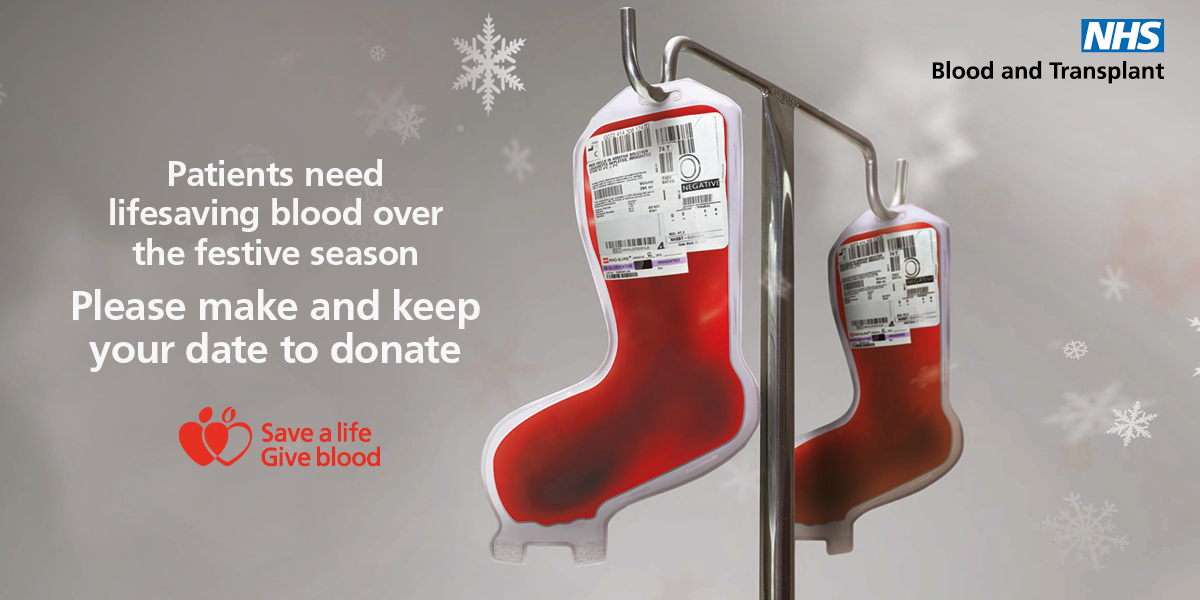 NHS
Blood and Transplant
Patients need
lifesaving blood over
the festive season
Please make and keep
your date to donate
Save a life
Give blood
O
NEGATIVE
O
NEGATIVE